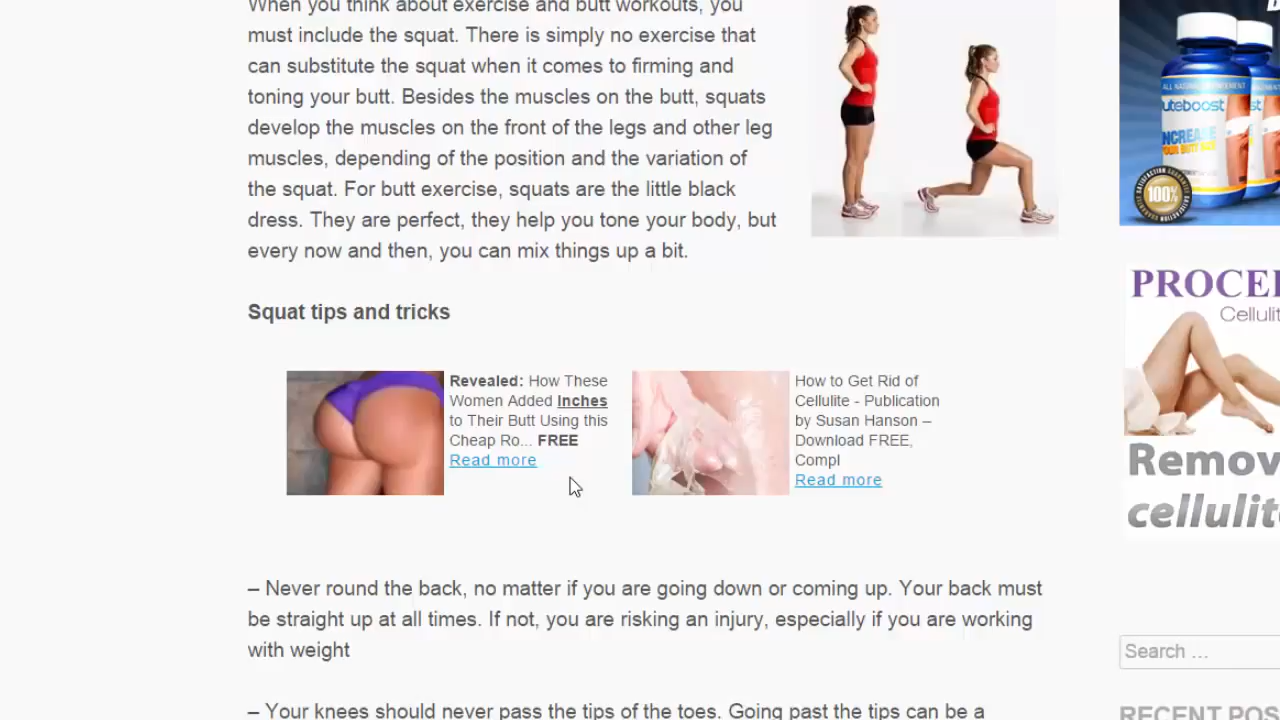 When you think about exercise and butt workouts, you
must include the squat. There is simply no exercise that
can substitute the squat when it comes to firming and
toning your butt. Besides the muscles on the butt, squats
develop the muscles on the front of the legs and other leg
muscles, depending of the position and the variation of
the squat. For butt exercise, squats are the little black
dress. They are perfect, they help you tone your body, but
every now and then, you can mix things up a bit.
Squat tips and tricks
Revealed: How These
Women Added Inches
to Their Butt Using this
Cheap Ro... FREE
Read more
How to Get Rid of
Cellulite - Publication
by Susan Hanson –
Download FREE,
Compl
Read more
– Never round the back, no matter if you are going down or coming up. Your back must
be straight up at all times. If not, you are risking an injury, especially if you are working
with weight
– Your knees should never pass the tips of the toes. Going past the tips can be a
uteboost
INCREASE
YOUR BUTT SIZE
100%
PROCE
Cellulit
Remov
cellulit
Search ...
RECENT POS